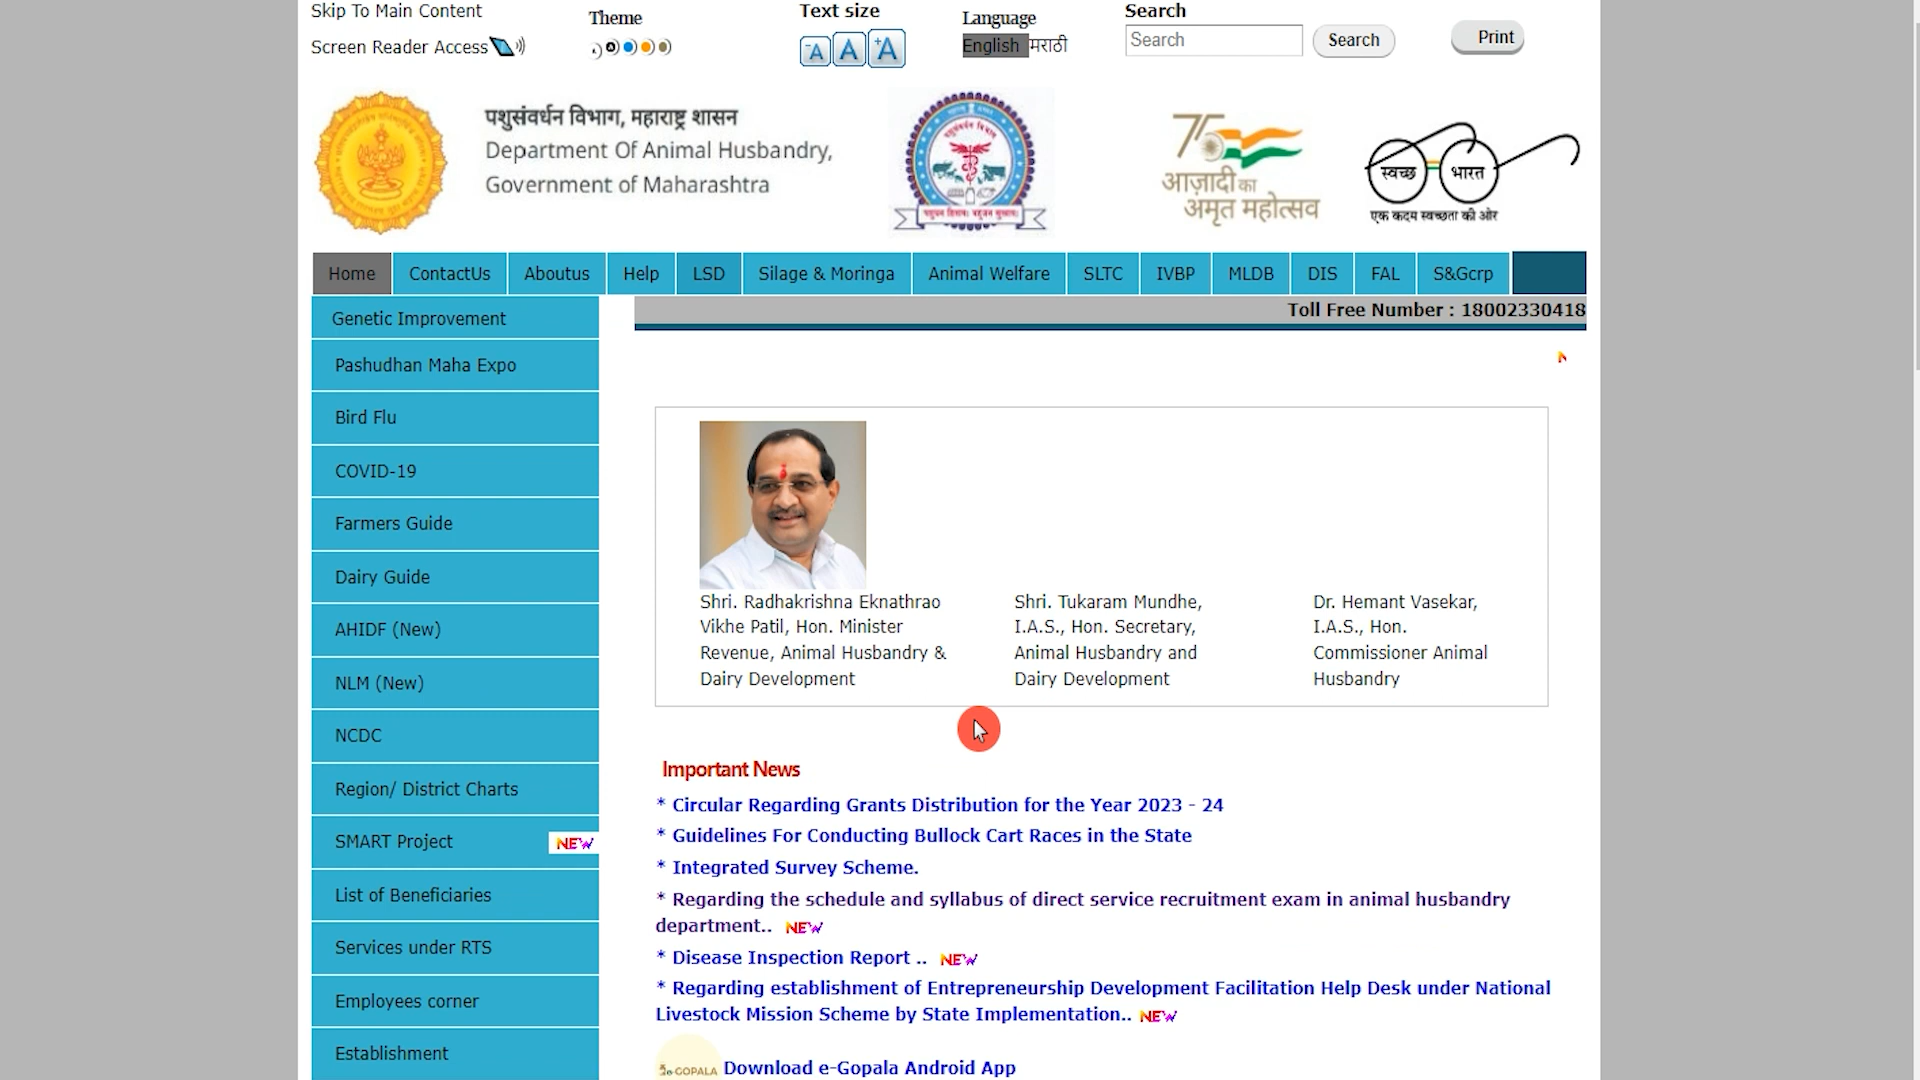 Skip To Main Content
Screen Reader Access
Theme
Text size
-A A +A
Language
English मराठी
Search
Search
Search
Print
पशुसंवर्धन विभाग, महाराष्ट्र शासन
Department Of Animal Husbandry,
Government of Maharashtra
75
आज़ादी का
अमृत महोत्सव
स्वच्छ भारत
एक कदम स्वच्छता की ओर
Home ContactUs Aboutus Help LSD Silage & Moringa Animal Welfare SLTC IVBP MLDB DIS FAL S&Gcrp
Toll Free Number : 18002330418
Genetic Improvement
Pashudhan Maha Expo
Bird Flu
COVID-19
Farmers Guide
Dairy Guide
AHIDF (New)
NLM (New)
NCDC
Region/ District Charts
SMART Project NEW
List of Beneficiaries
Services under RTS
Employees corner
Establishment
Shri. Radhakrishna Eknathrao
Vikhe Patil, Hon. Minister
Revenue, Animal Husbandry &
Dairy Development
Shri. Tukaram Mundhe,
I.A.S., Hon. Secretary,
Animal Husbandry and
Dairy Development
Dr. Hemant Vasekar,
I.A.S., Hon.
Commissioner Animal
Husbandry
Important News
* Circular Regarding Grants Distribution for the Year 2023 - 24
* Guidelines For Conducting Bullock Cart Races in the State
* Integrated Survey Scheme.
* Regarding the schedule and syllabus of direct service recruitment exam in animal husbandry
department.. NEW
* Disease Inspection Report .. NEW
* Regarding establishment of Entrepreneurship Development Facilitation Help Desk under National
Livestock Mission Scheme by State Implementation.. NEW
e-GOPALA Download e-Gopala Android App